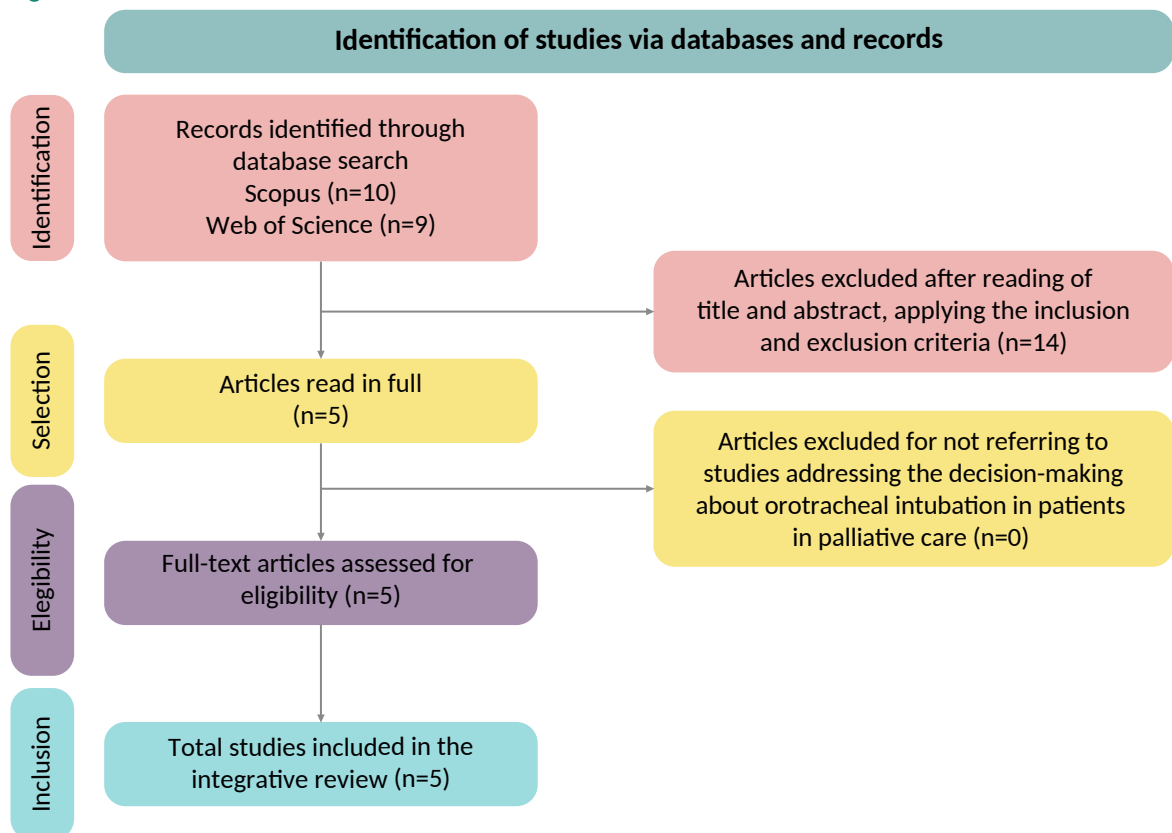 Identification of studies via databases and records
Identification
Records identified through
database search
Scopus (n=10)
Web of Science (n=9)
Articles excluded after reading of
title and abstract, applying the inclusion
and exclusion criteria (n=14)
Selection
Articles read in full
(n=5)
Articles excluded for not referring to
studies addressing the decision-making
about orotracheal intubation in patients
in palliative care (n=0)
Elegibility
Full-text articles assessed for
eligibility (n=5)
Inclusion
Total studies included in the
integrative review (n=5)